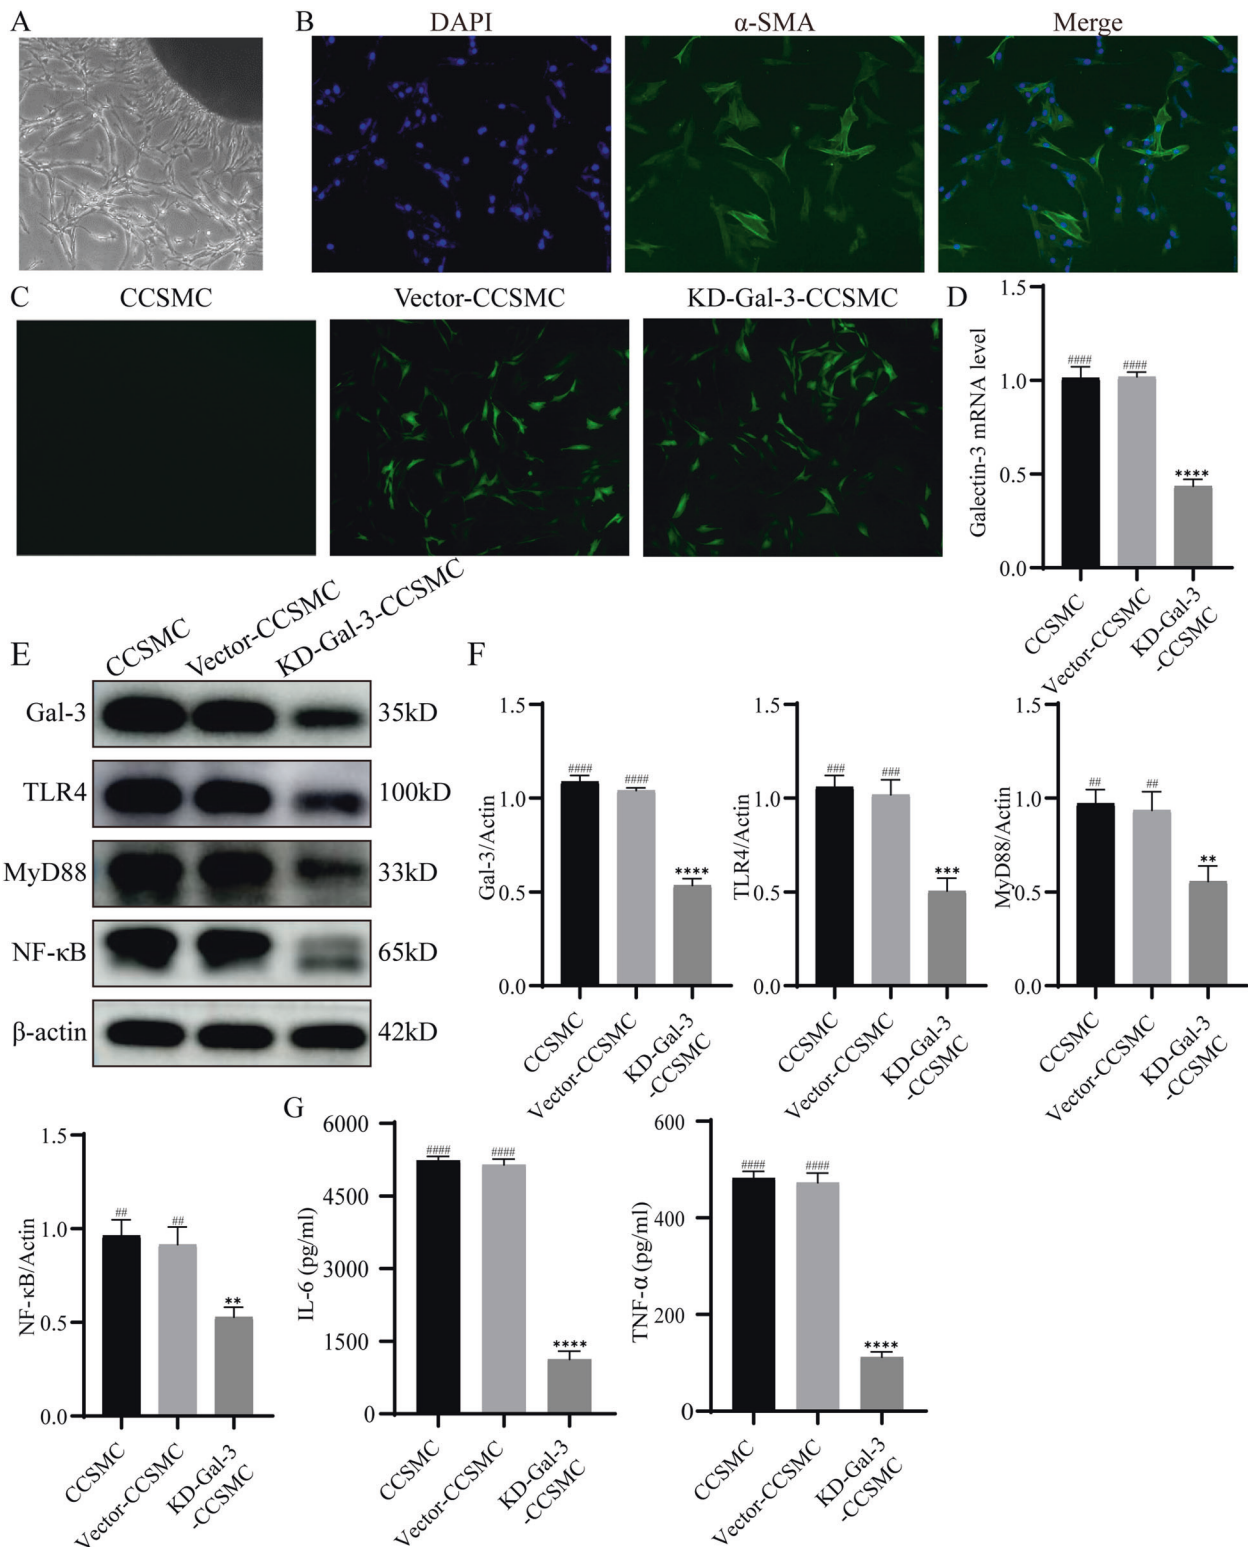 A
B
DAPI
α-SMA
Merge
C
CCSMC
Vector-CCSMC
KD-Gal-3-CCSMC
D
Galectin-3 mRNA level
1.5
1.0
0.5
0.0
####
####
****
CCSMC
Vector-CCSMC
KD-Gal-3
-CCSMC
E
CCSMC
Vector-CCSMC
KD-Gal-3-CCSMC
Gal-3
35kD
TLR4
100kD
MyD88
33kD
NF-κB
65kD
β-actin
42kD
F
Gal-3/Actin
1.5
1.0
0.5
0.0
####
####
****
CCSMC
Vector-CCSMC
KD-Gal-3
-CCSMC
TLR4/Actin
1.5
1.0
0.5
0.0
###
###
***
CCSMC
Vector-CCSMC
KD-Gal-3
-CCSMC
MyD88/Actin
1.5
1.0
0.5
0.0
##
##
**
CCSMC
Vector-CCSMC
KD-Gal-3
-CCSMC
NF-κB/Actin
1.5
1.0
0.5
0.0
##
##
**
CCSMC
Vector-CCSMC
KD-Gal-3
-CCSMC
G
IL-6 (pg/ml)
6000
4500
3000
1500
0
####
####
****
CCSMC
Vector-CCSMC
KD-Gal-3
-CCSMC
TNF-α (pg/ml)
600
400
200
0
####
####
****
CCSMC
Vector-CCSMC
KD-Gal-3
-CCSMC